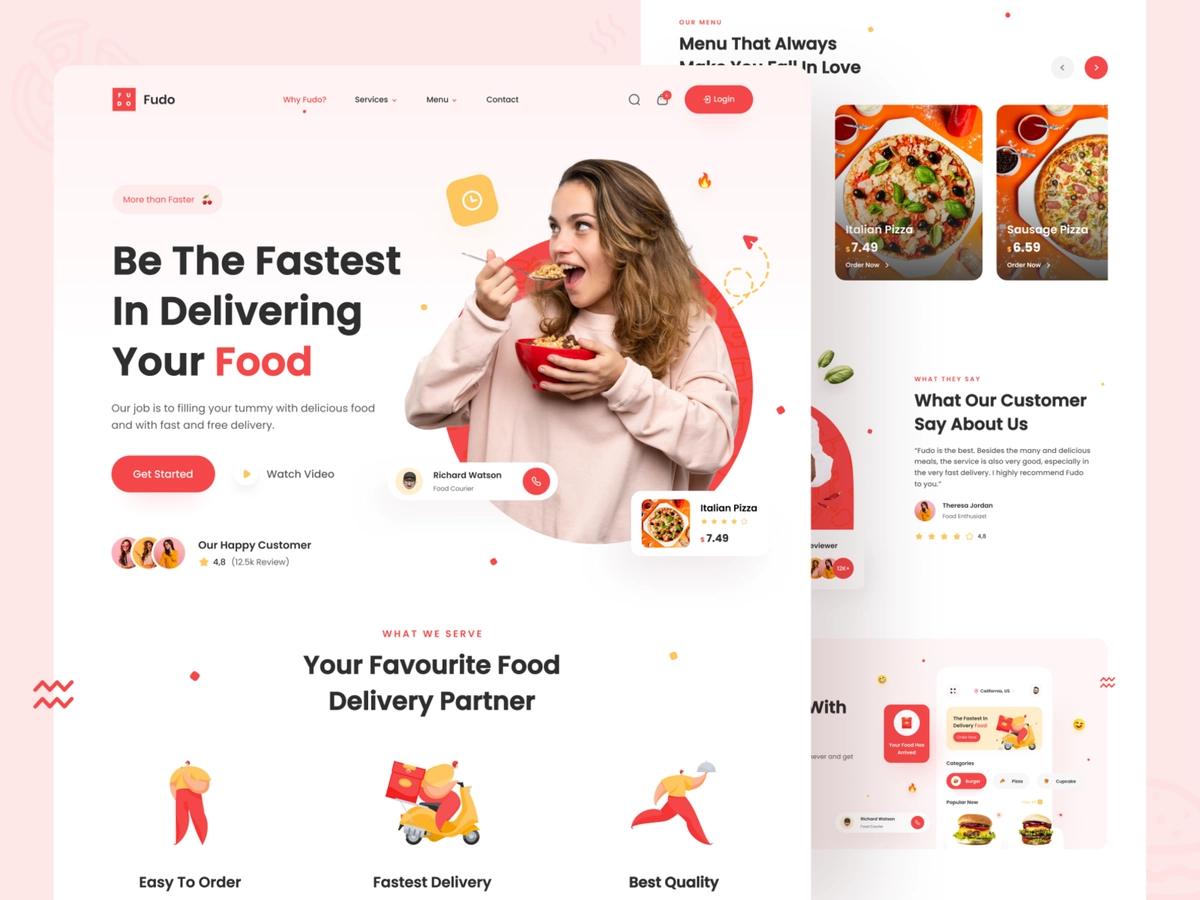 FU
DO
Fudo
Why Fudo?
Services
Menu
Contact
Login
More than Faster
Be The Fastest
In Delivering
Your Food
Our job is to filling your tummy with delicious food
and with fast and free delivery.
Get Started
Watch Video
Richard Watson
Food Courier
Italian Pizza
$ 7.49
Our Happy Customer
4,8 (12.5k Review)
WHAT WE SERVE
Your Favourite Food
Delivery Partner
Easy To Order
Fastest Delivery
Best Quality
OUR MENU
Menu That Always
Make You Fall In Love
Italian Pizza
$ 7.49
Order Now
Sausage Pizza
$ 6.59
Order Now
WHAT THEY SAY
What Our Customer
Say About Us
“Fudo is the best. Besides the many and delicious
meals, the service is also very good, especially in
the very fast delivery. I highly recommend Fudo
to you.”
Theresa Jordan
Food Enthusiast
4,8
eviewer
12K+
With
never and get
Your Food Has
Arrived
Richard Watson
Food Courier
California, US
The Fastest In
Delivery Food
Order Now
Categories
Burger
Pizza
Cupcake
Popular Now